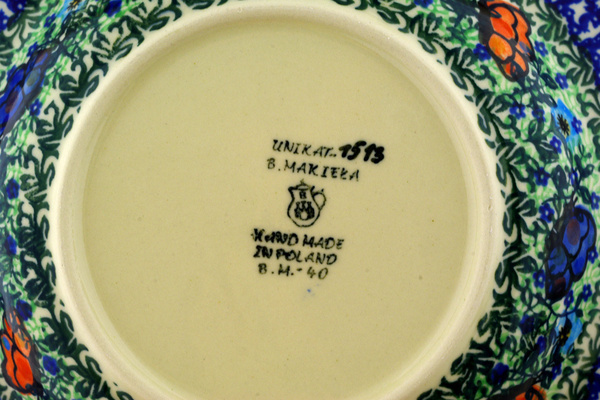 UNIKAT. 1513
B. MAKIEŁA
HAND MADE
IN POLAND
B.M.-40